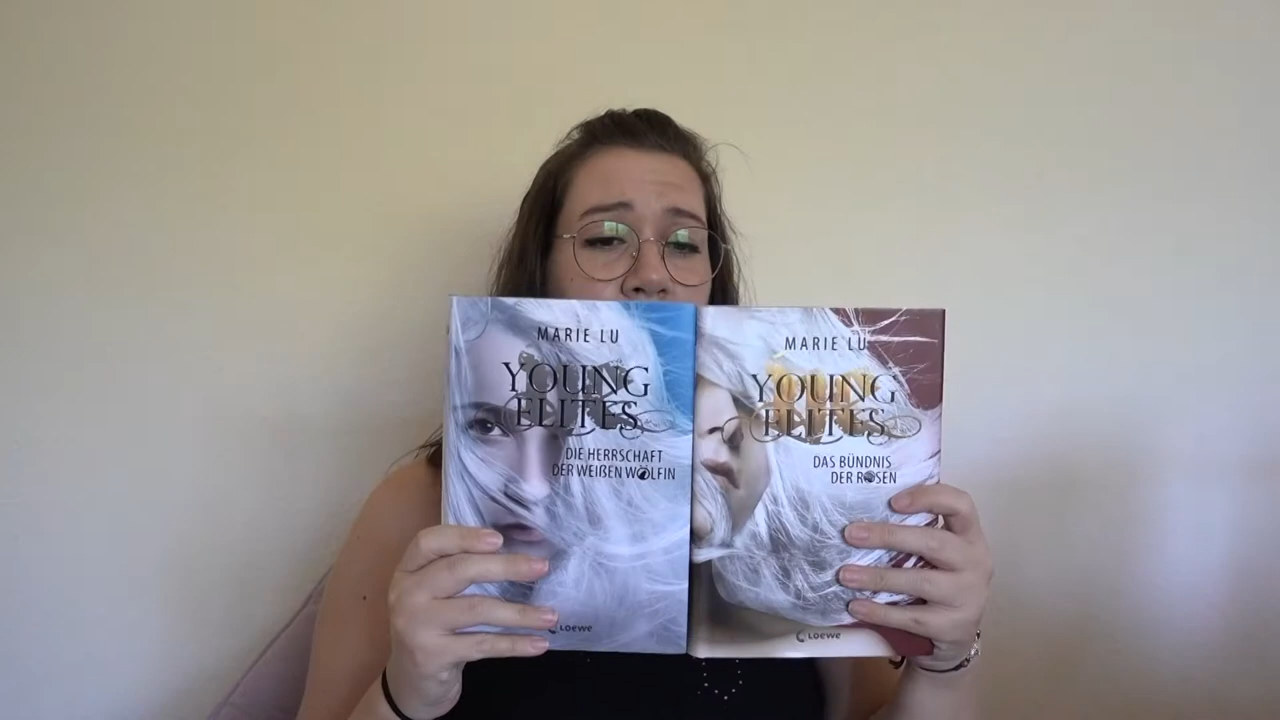 MARIE LU
YOUNG
ELITES
DIE HERRSCHAFT
DER WEIßEN WÖLFIN
LOEWE
MARIE LU
YOUNG
ELITES
DAS BÜNDNIS
DER ROSEN
LOEWE